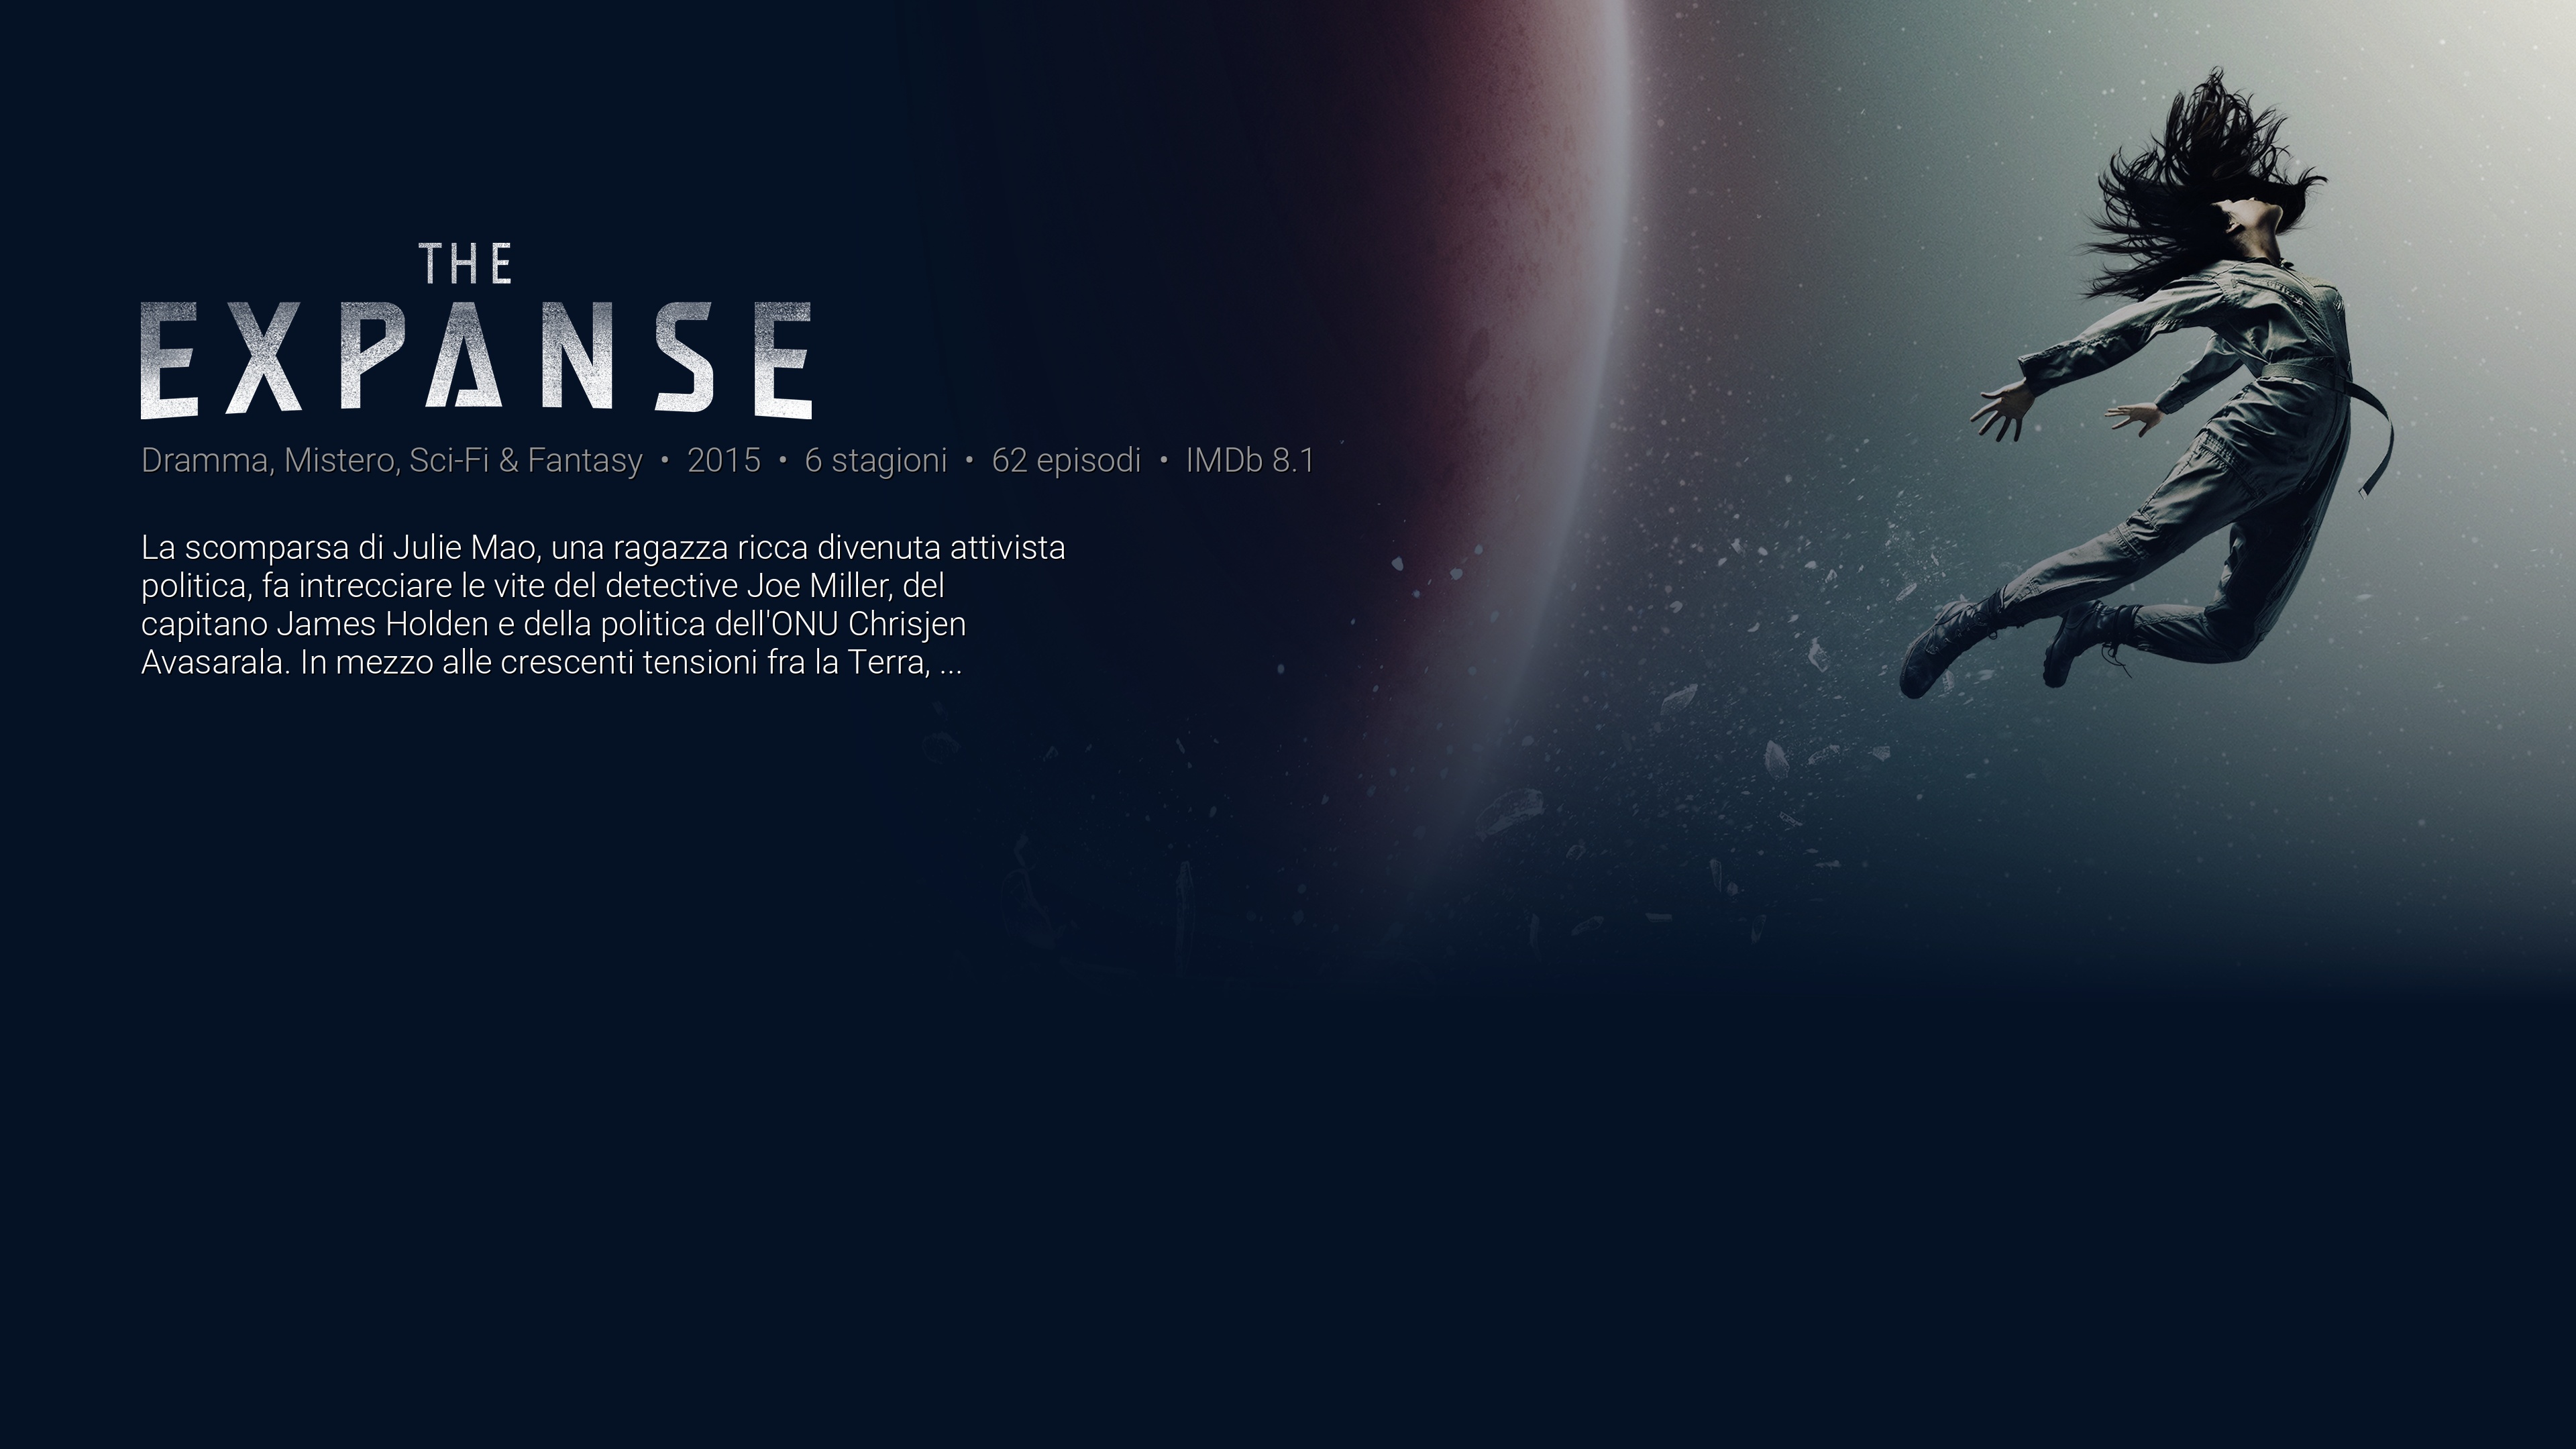 THE
EXPANSE
Dramma, Mistero, Sci-Fi & Fantasy • 2015 • 6 stagioni • 62 episodi • IMDb 8.1
La scomparsa di Julie Mao, una ragazza ricca divenuta attivista
politica, fa intrecciare le vite del detective Joe Miller, del
capitano James Holden e della politica dell'ONU Chrisjen
Avasarala. In mezzo alle crescenti tensioni fra la Terra, ...